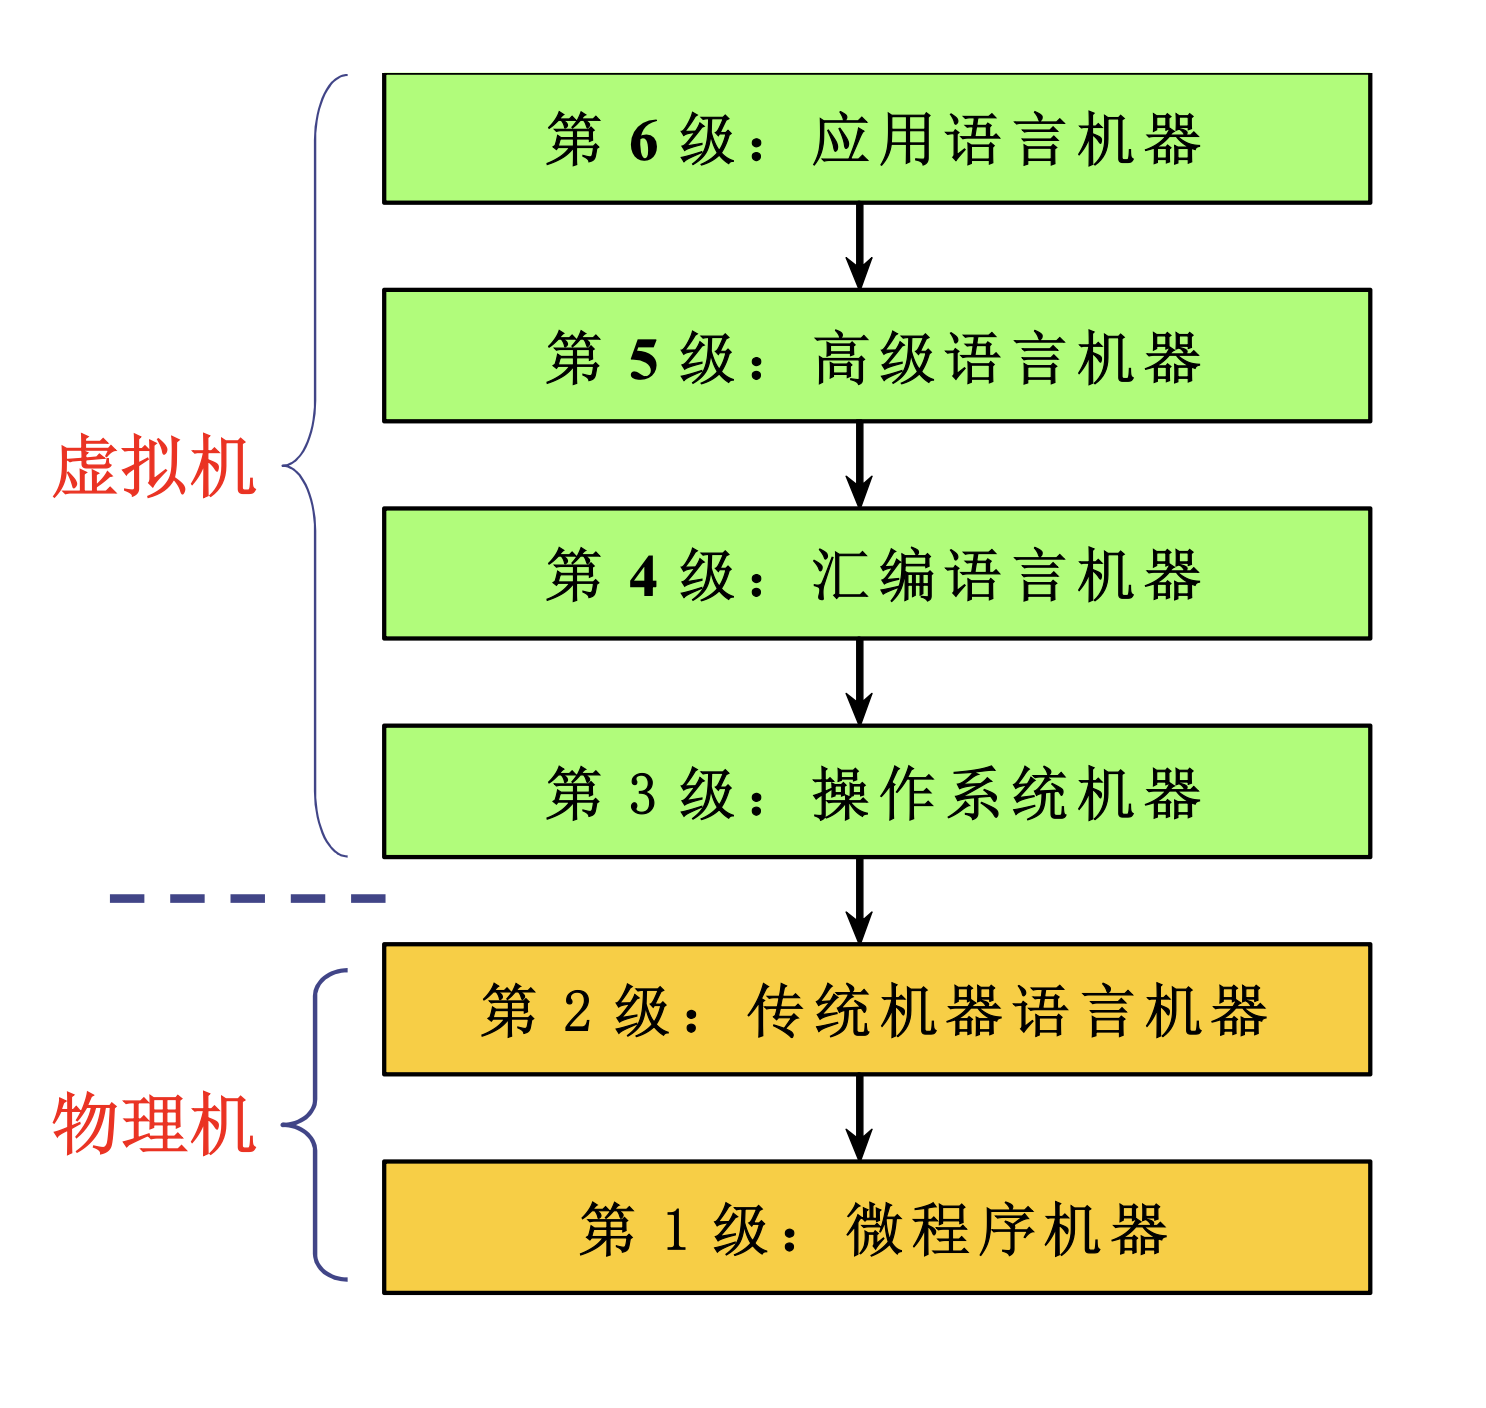 第 6 级：应用语言机器
第 5 级：高级语言机器
虚拟机
第 4 级：汇编语言机器
第 3 级：操作系统机器
第 2 级：传统机器语言机器
物理机
第 1 级：微程序机器